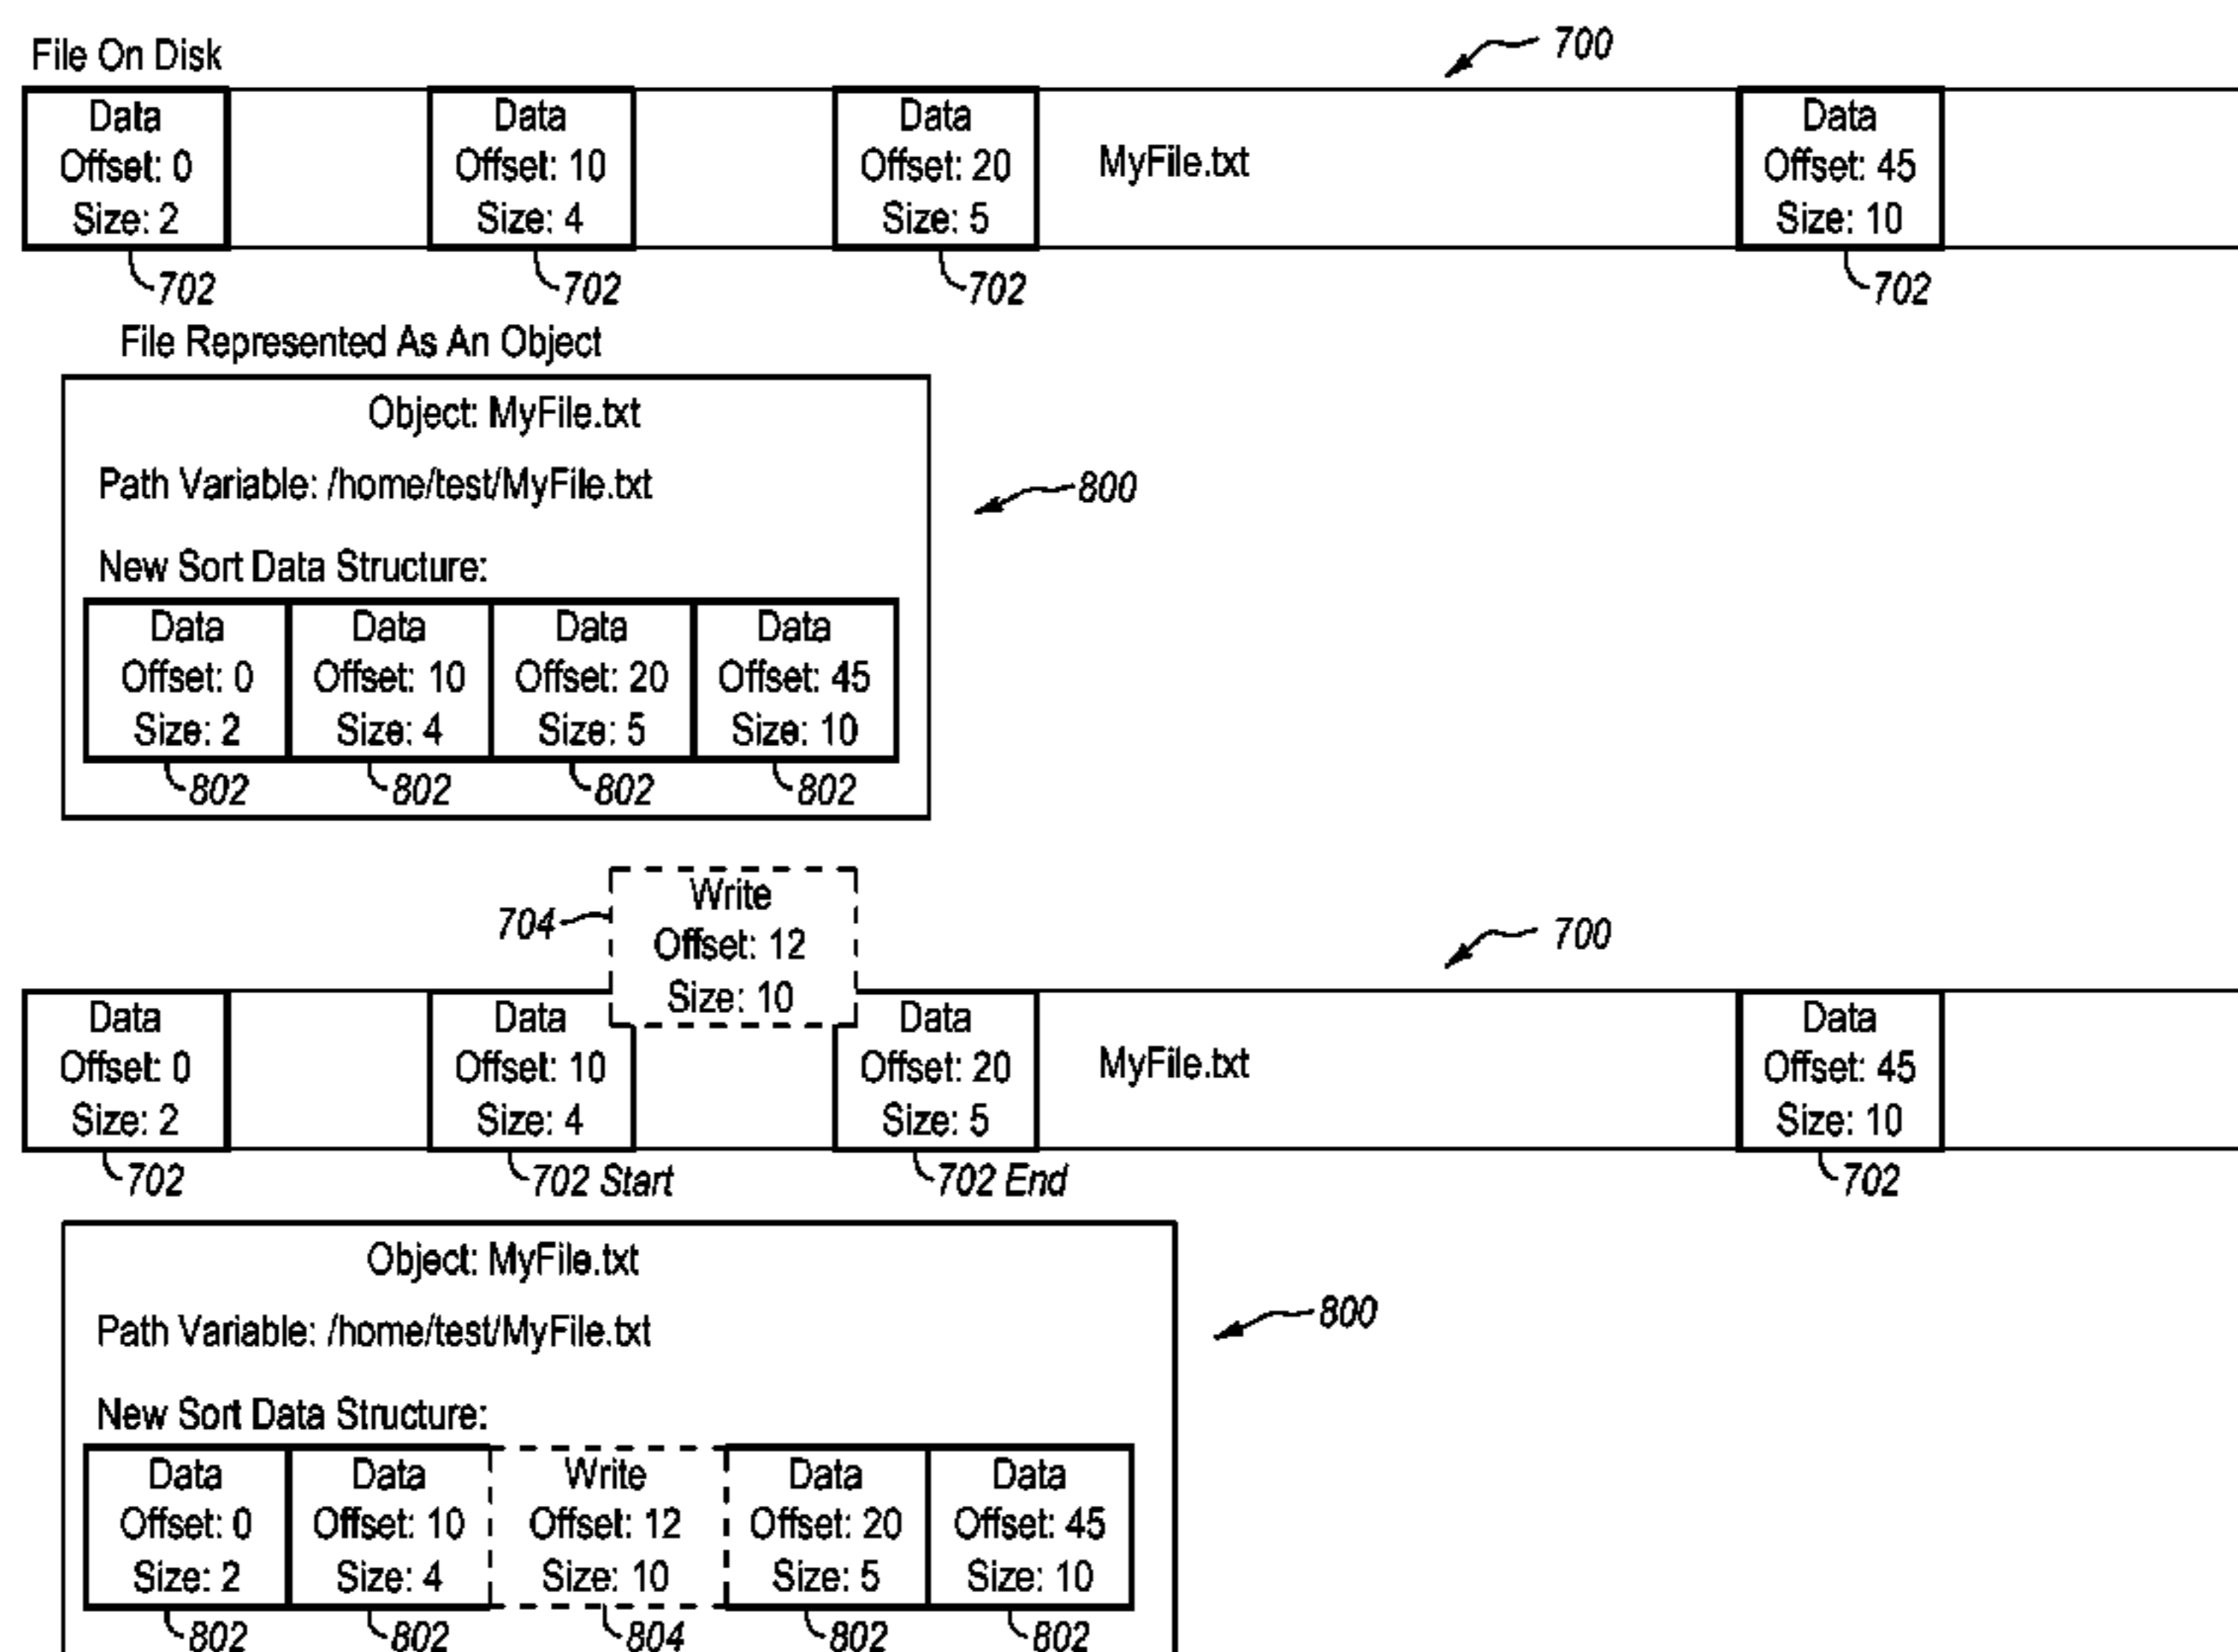 700
File On Disk
Data Data Data Data
Offset: 0 Offset: 10 Offset: 20 MyFile.txt Offset: 45
Size: 2 Size: 4 Size: 5 Size: 10
702 702 702 702
File Represented As An Object
Object: MyFile.txt
Path Variable: /home/test/MyFile.txt
800
New Sort Data Structure:
Data Data Data Data
Offset: 0 Offset: 10 Offset: 20 Offset: 45
Size: 2 Size: 4 Size: 5 Size: 10
802 802 802 802
Write
704 Offset: 12 700
Size: 10
Data Data Data Data
Offset: 0 Offset: 10 Offset: 20 MyFile.txt Offset: 45
Size: 2 Size: 4 Size: 5 Size: 10
702 702 Start 702 End 702
Object: MyFile.txt
800
Path Variable: /home/test/MyFile.txt
New Sort Data Structure:
Data Data Write Data Data
Offset: 0 Offset: 10 Offset: 12 Offset: 20 Offset: 45
Size: 2 Size: 4 Size: 10 Size: 5 Size: 10
802 802 804 802 802